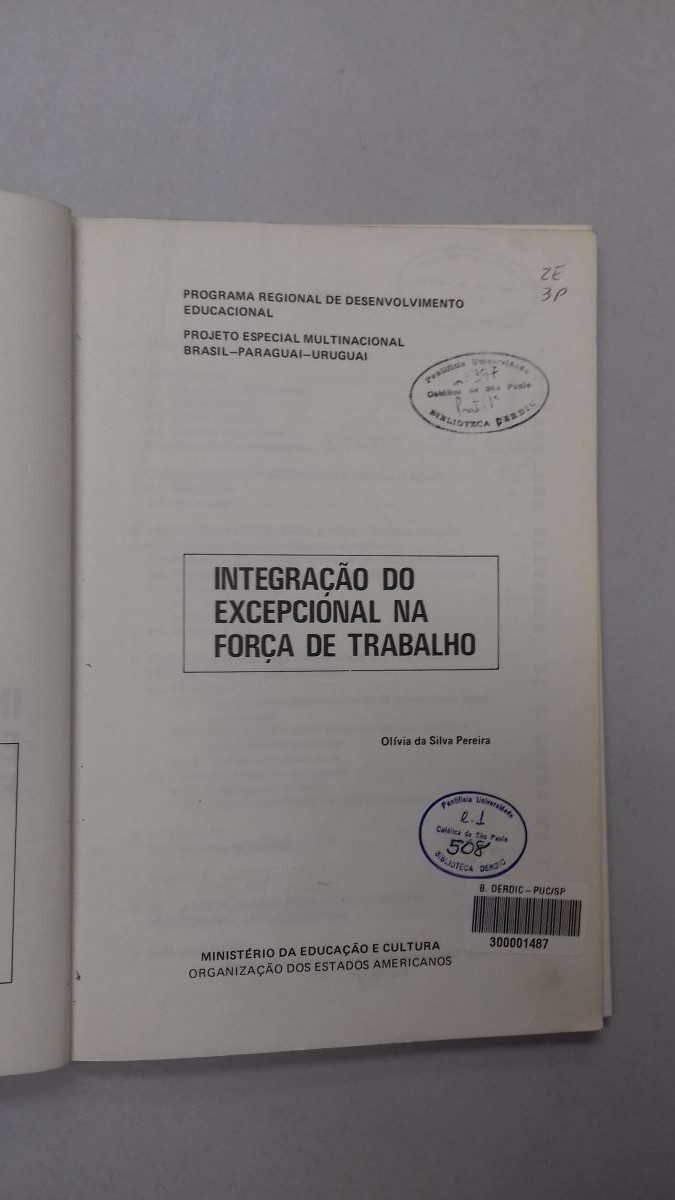 ZE
3P
PROGRAMA REGIONAL DE DESENVOLVIMENTO
EDUCACIONAL
PROJETO ESPECIAL MULTINACIONAL
BRASIL–PARAGUAI–URUGUAI
Pontifícia Universidade
Católica de São Paulo
BIBLIOTECA DERDIC
INTEGRAÇÃO DO
EXCEPCIONAL NA
FORÇA DE TRABALHO
Olívia da Silva Pereira
Pontifícia Universidade
e.1
Católica de São Paulo
508
BIBLIOTECA DERDIC
B. DERDIC – PUC/SP
300001487
MINISTÉRIO DA EDUCAÇÃO E CULTURA
ORGANIZAÇÃO DOS ESTADOS AMERICANOS